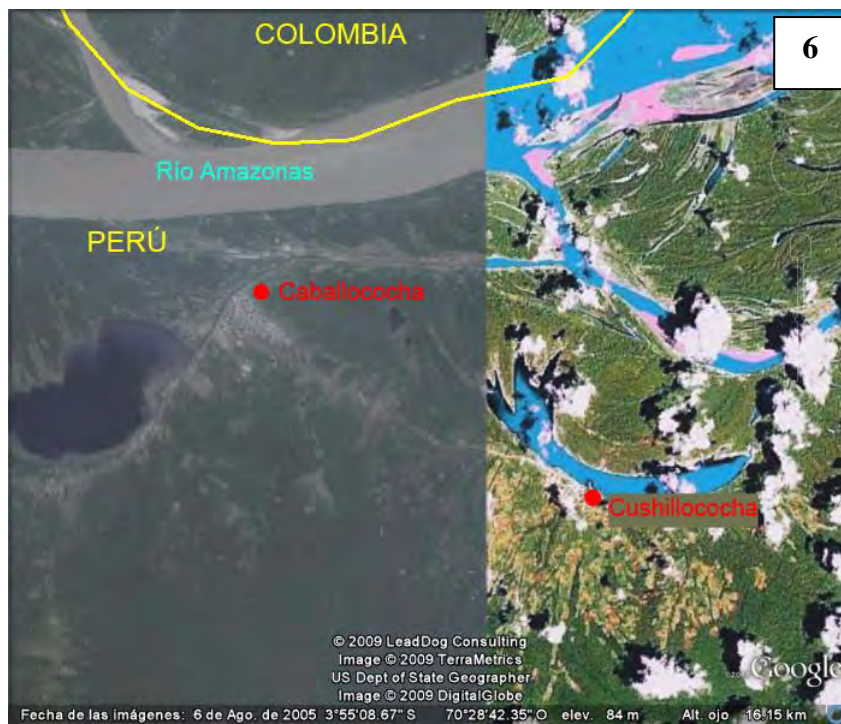 COLOMBIA
6
Río Amazonas
PERÚ
Caballococha
Cushillococha
© 2009 LeadDog Consulting
Image © 2009 TerraMetrics
US Dept of State Geographer
Image © 2009 DigitalGlobe
Google
Fecha de las imágenes: 6 de Ago. de 2005 3°55'08.67" S 70°28'42.35" O elev. 84 m Alt. ojo 16.15 km